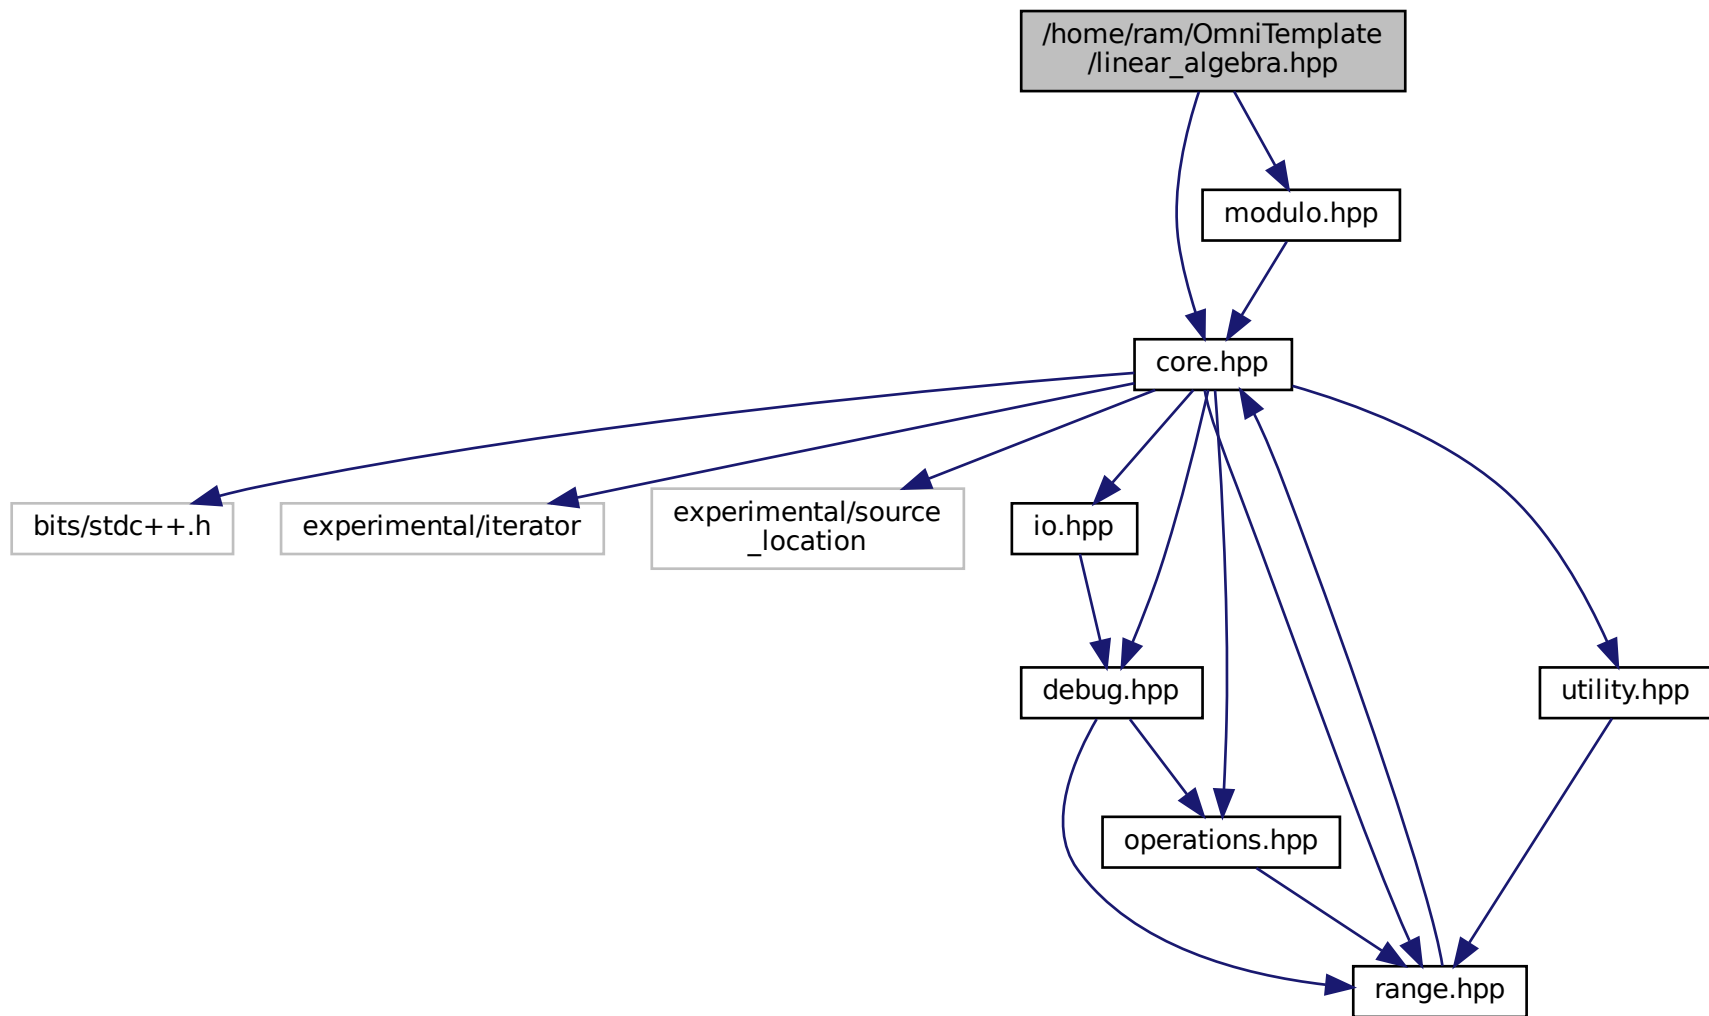 /home/ram/OmniTemplate
/linear_algebra.hpp
modulo.hpp
core.hpp
bits/stdc++.h
experimental/iterator
experimental/source
_location
io.hpp
debug.hpp
utility.hpp
operations.hpp
range.hpp